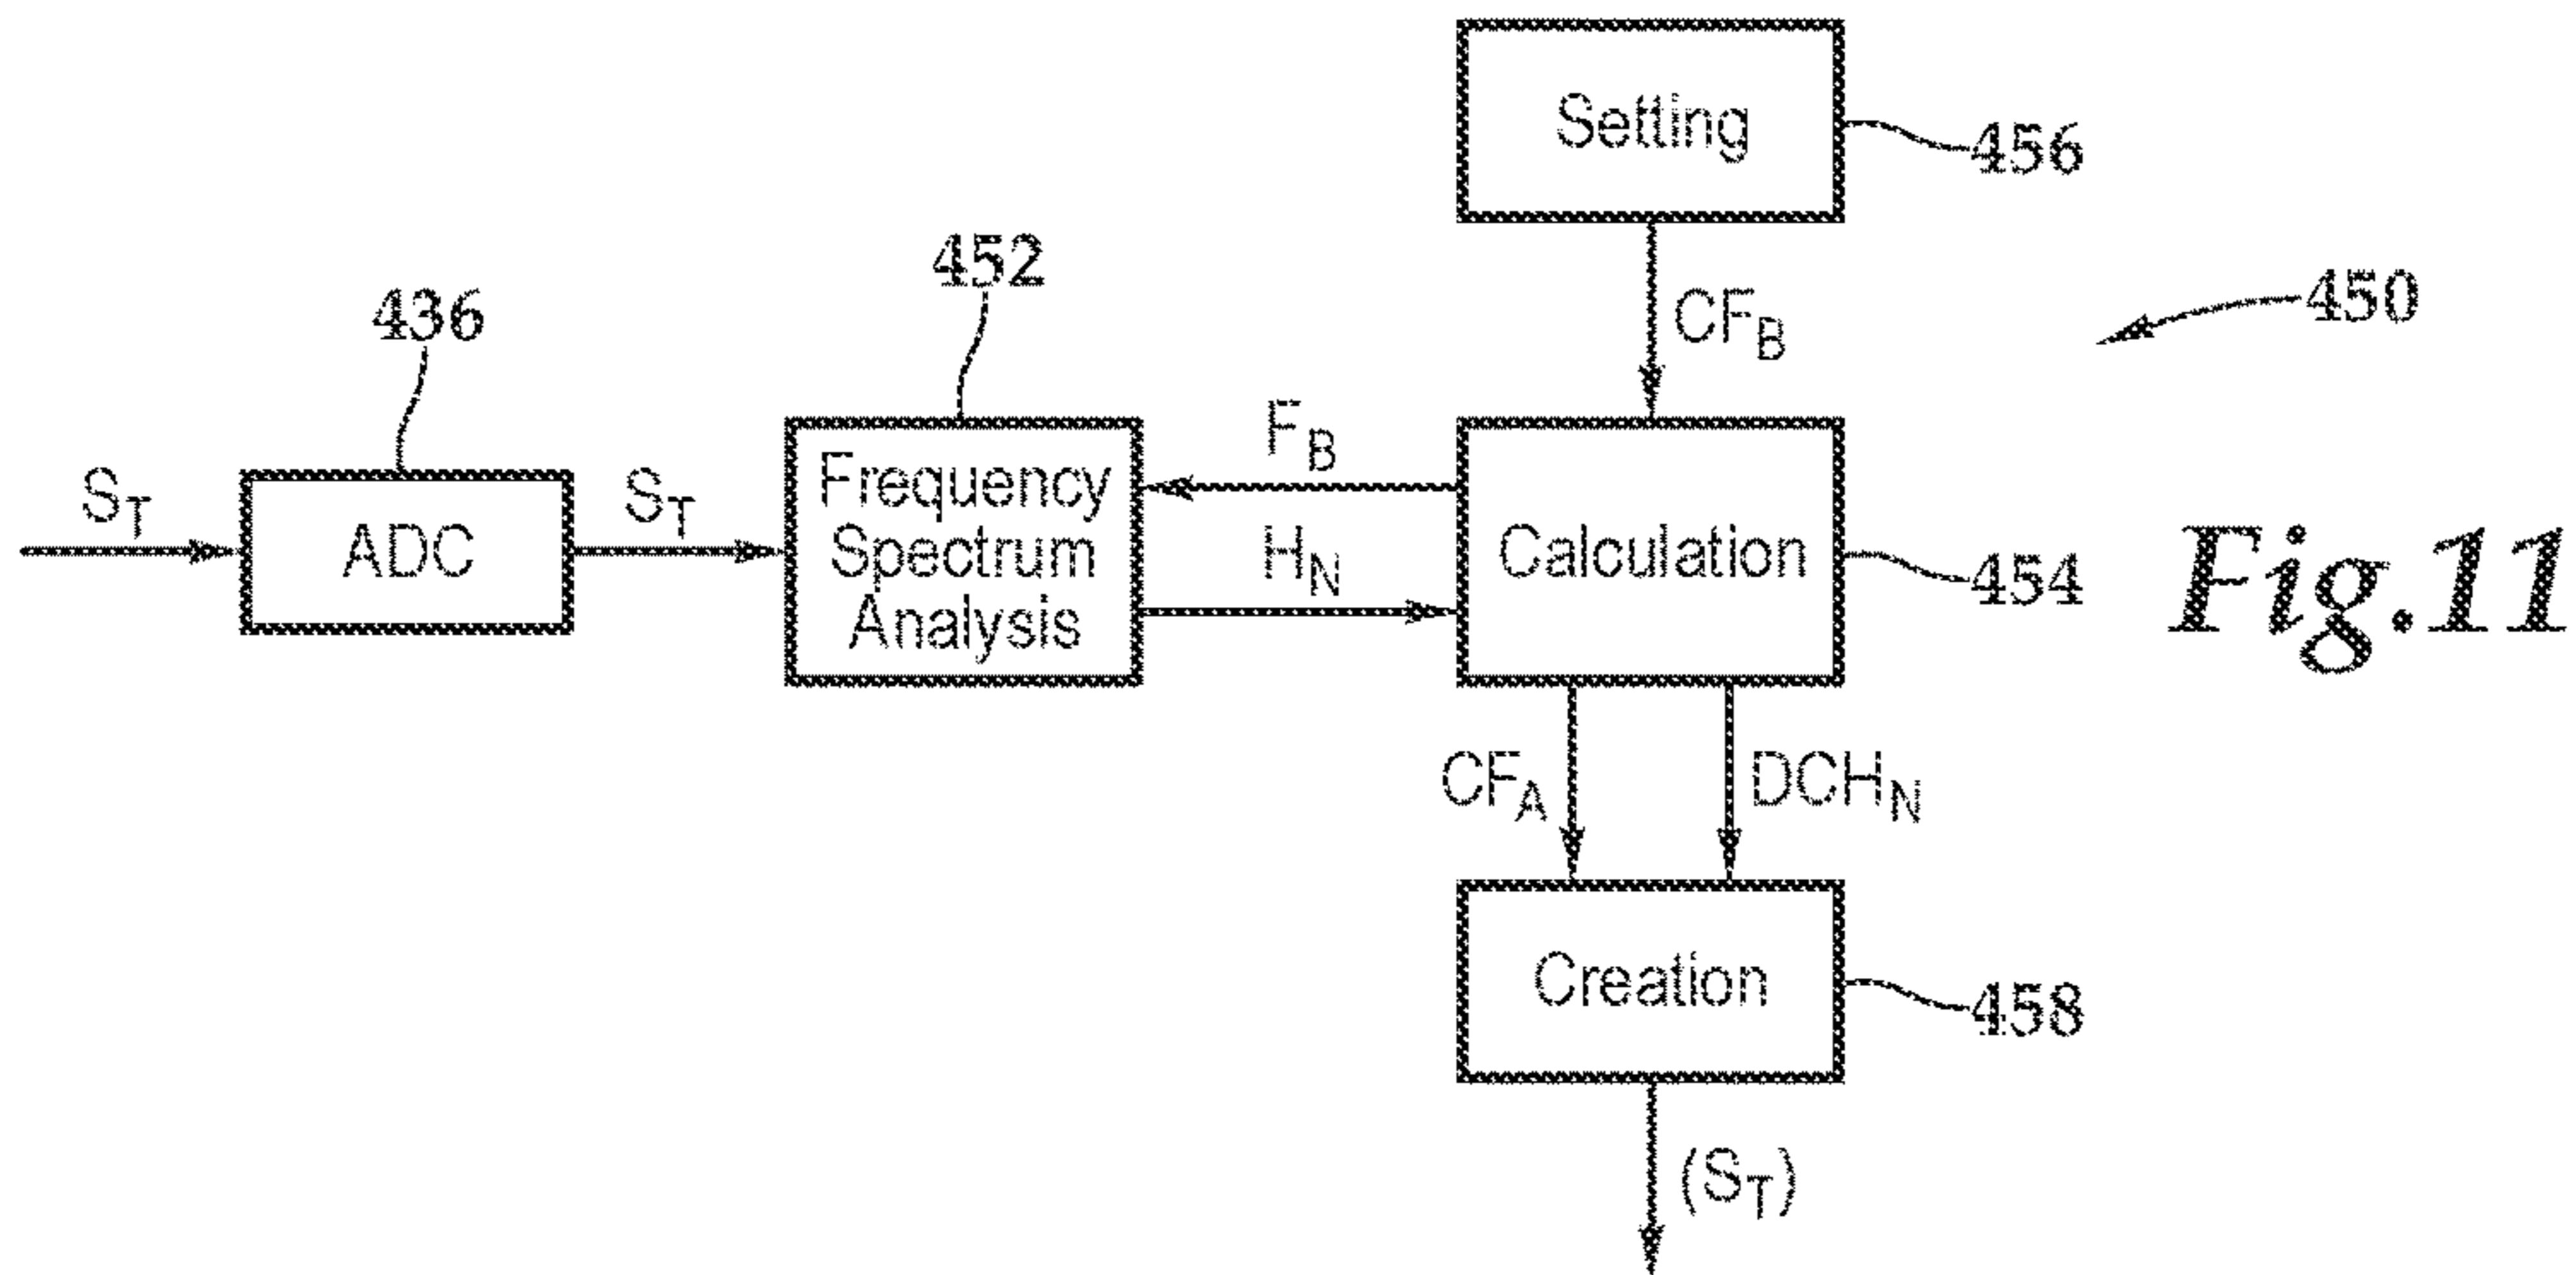 Setting
456
452
450
436
CF_B
F_B
S_T
S_T
Frequency
Spectrum
Analysis
ADC
H_N
Calculation
454
Fig.11
CF_A
DCH_N
Creation
458
(S_T)